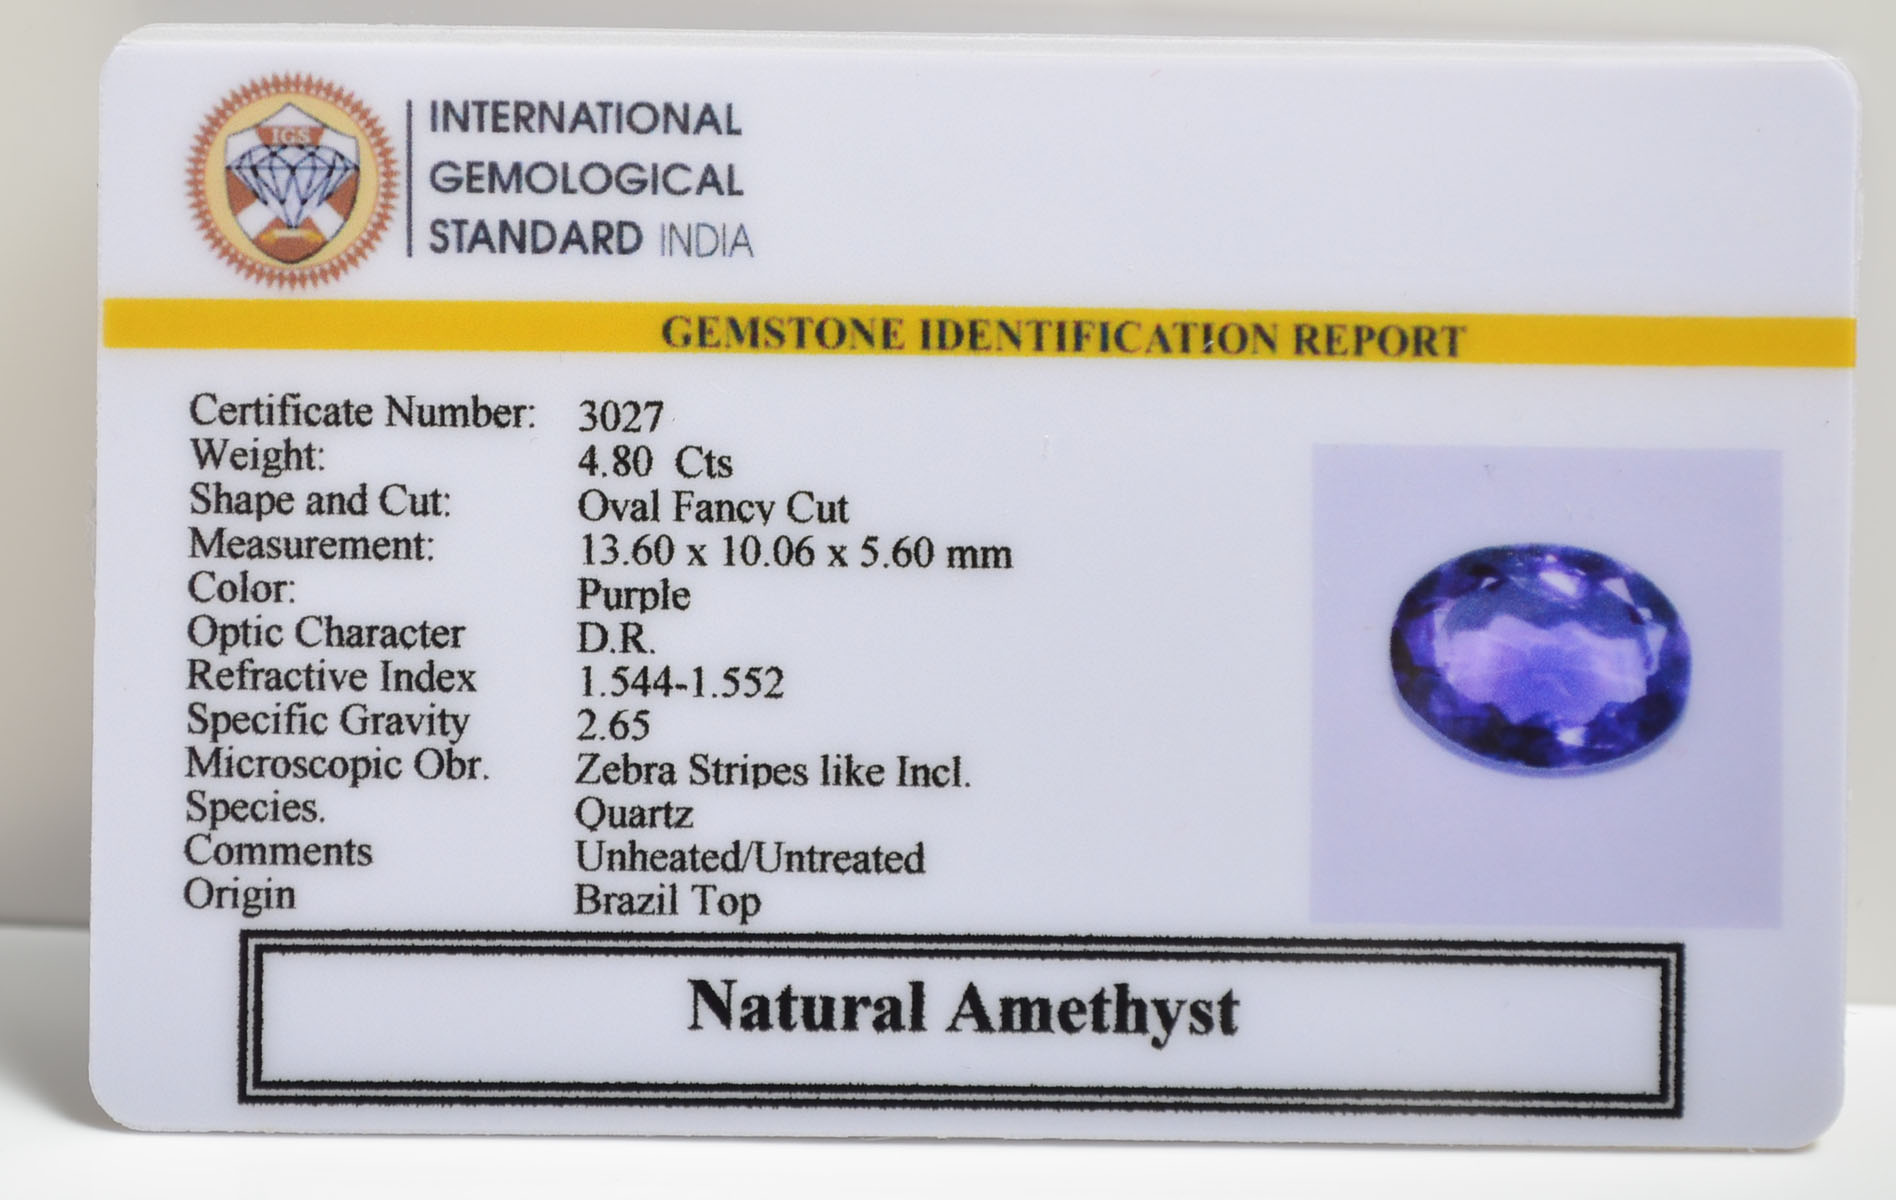 IGS
INTERNATIONAL
GEMOLOGICAL
STANDARD INDIA
GEMSTONE IDENTIFICATION REPORT
Certificate Number: 3027
Weight: 4.80 Cts
Shape and Cut: Oval Fancy Cut
Measurement: 13.60 x 10.06 x 5.60 mm
Color: Purple
Optic Character D.R.
Refractive Index 1.544-1.552
Specific Gravity 2.65
Microscopic Obr. Zebra Stripes like Incl.
Species. Quartz
Comments Unheated/Untreated
Origin Brazil Top
Natural Amethyst